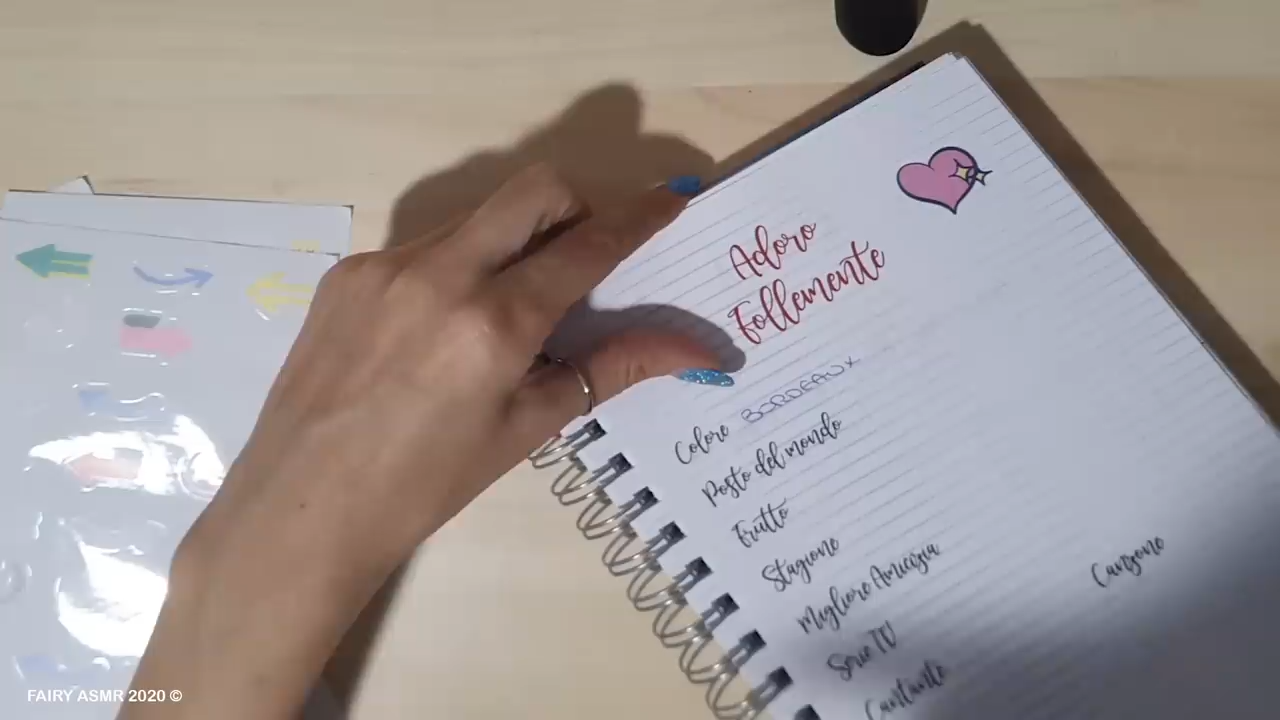 Adoro
Follemente
Colore BORDEAUX
Posto del mondo
Frutto
Stagione
Migliore Amicizia
Serie TV
Cantante
Canzone
FAIRY ASMR 2020 ©